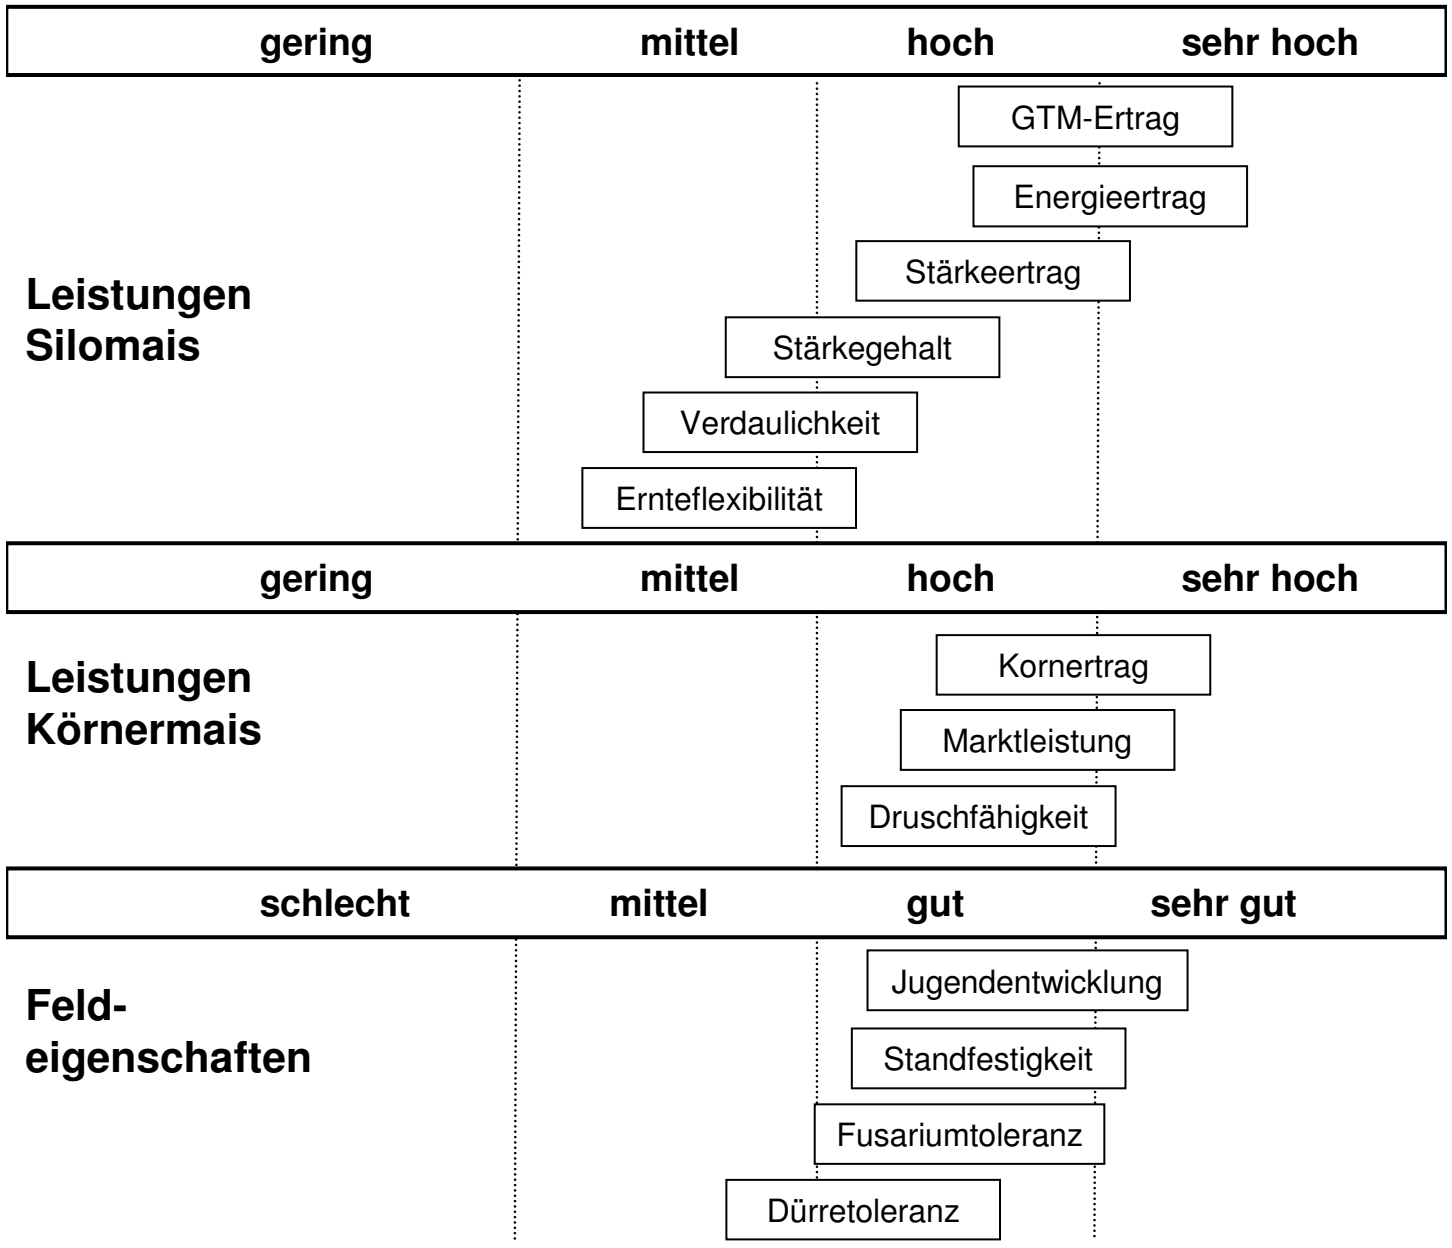 gering mittel hoch sehr hoch
GTM-Ertrag
Energieertrag
Stärkeertrag
Leistungen
Silomais
Stärkegehalt
Verdaulichkeit
Ernteflexibilität
gering mittel hoch sehr hoch
Leistungen
Körnermais
Kornertrag
Marktleistung
Druschfähigkeit
schlecht mittel gut sehr gut
Feld-
eigenschaften
Jugendentwicklung
Standfestigkeit
Fusariumtoleranz
Dürretoleranz